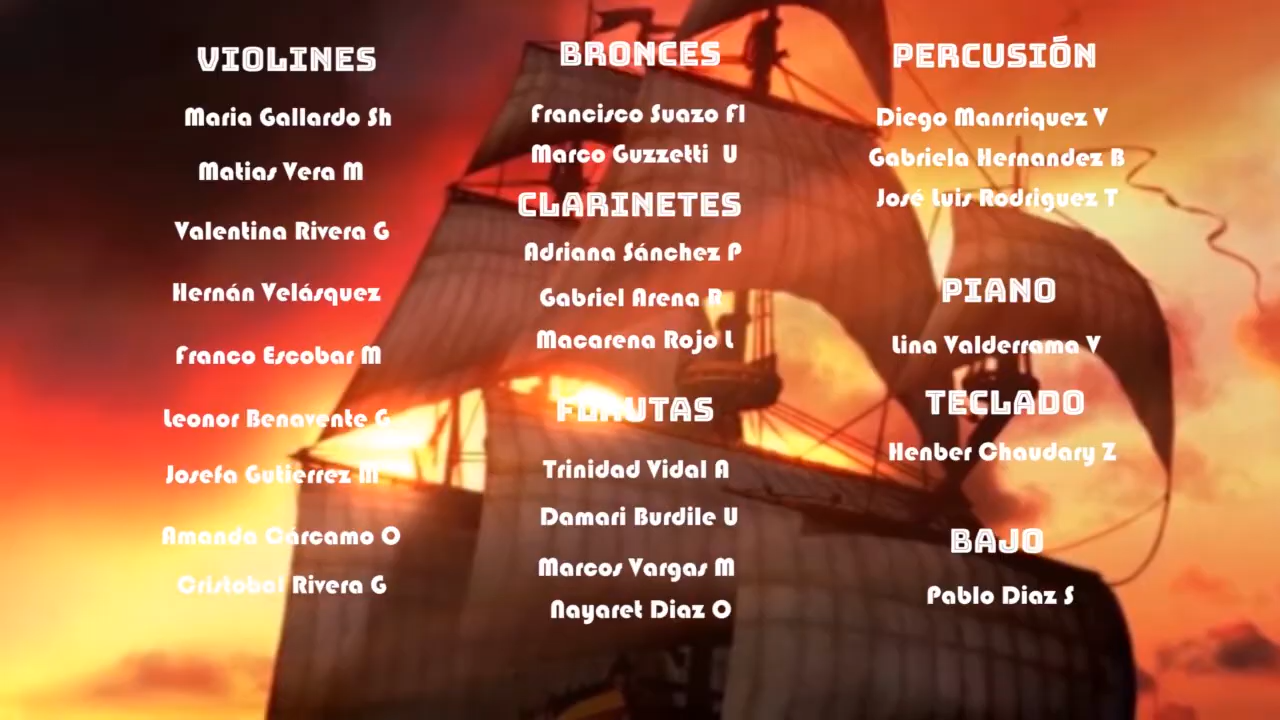 VIOLINES
Maria Gallardo Sh
Matias Vera M
Valentina Rivera G
Hernán Velásquez
Franco Escobar M
Leonor Benavente G
Josefa Gutierrez M
Amanda Cárcamo O
Cristobal Rivera G
BRONCES
Francisco Suazo Fl
Marco Guzzetti U
CLARINETES
Adriana Sánchez P
Gabriel Arena R
Macarena Rojo L
Trinidad Vidal A
Damari Burdile U
Marcos Vargas M
Nayaret Diaz O
PERCUSIÓN
Diego Manrriquez V
Gabriela Hernandez B
José Luis Rodriguez T
PIANO
Lina Valderrama V
TECLADO
Henber Chaudary Z
BAJO
Pablo Diaz S